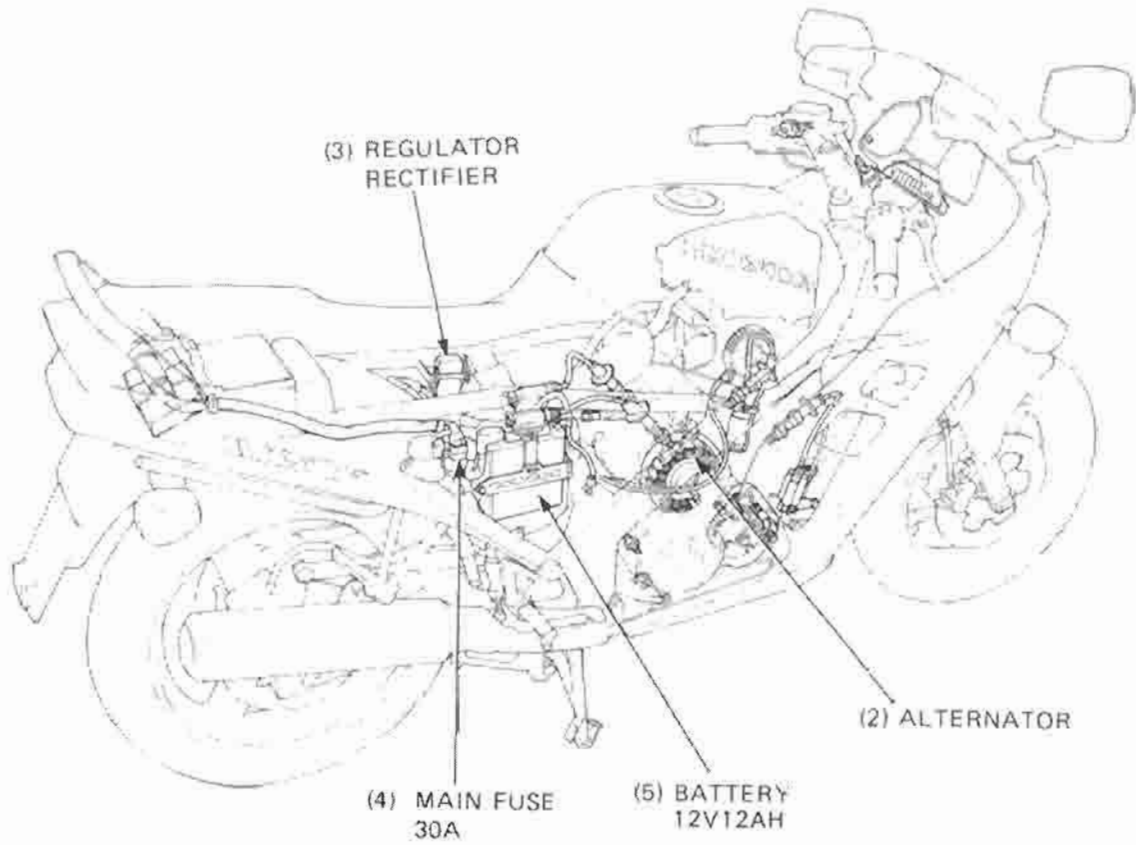 (3) REGULATOR
RECTIFIER
(2) ALTERNATOR
(4) MAIN FUSE
30A
(5) BATTERY
12V12AH